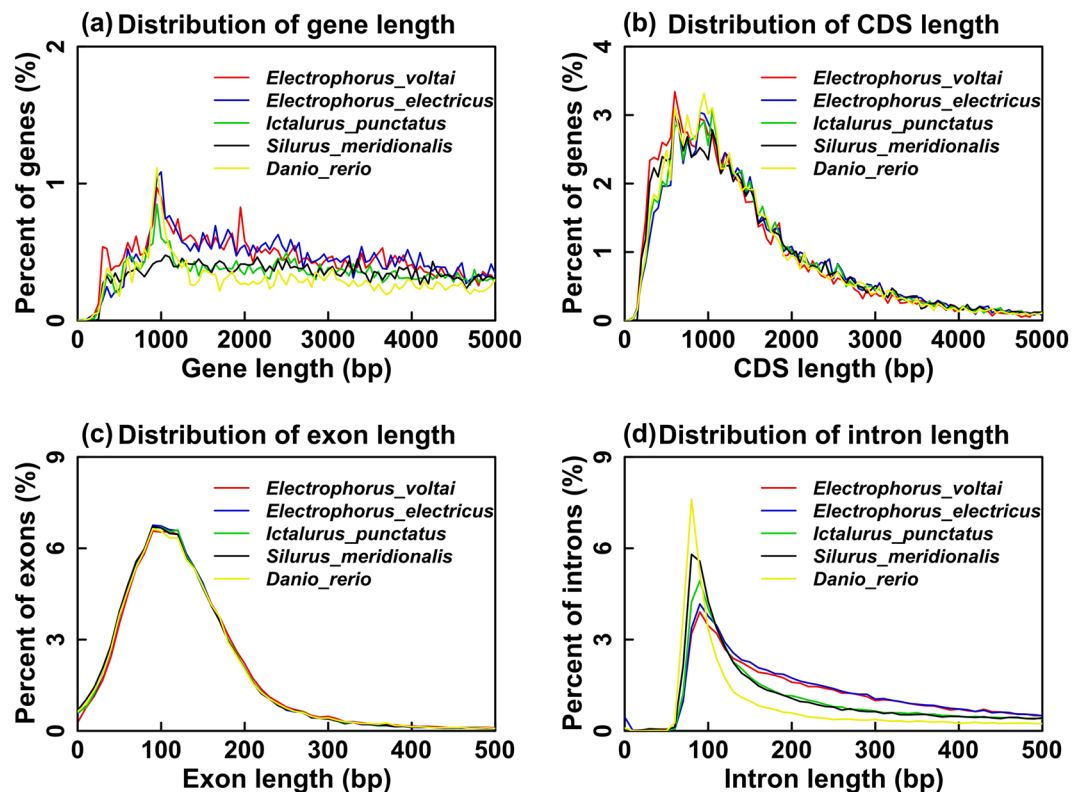 (a) Distribution of gene length
Percent of genes (%)
2
1
0
Electrophorus_voltai
Electrophorus_electricus
Ictalurus_punctatus
Silurus_meridionalis
Danio_rerio
0 1000 2000 3000 4000 5000
Gene length (bp)
(b) Distribution of CDS length
Percent of genes (%)
4
3
2
1
0
Electrophorus_voltai
Electrophorus_electricus
Ictalurus_punctatus
Silurus_meridionalis
Danio_rerio
0 1000 2000 3000 4000 5000
CDS length (bp)
(c) Distribution of exon length
Percent of exons (%)
9
6
3
0
Electrophorus_voltai
Electrophorus_electricus
Ictalurus_punctatus
Silurus_meridionalis
Danio_rerio
0 100 200 300 400 500
Exon length (bp)
(d) Distribution of intron length
Percent of introns (%)
9
6
3
0
Electrophorus_voltai
Electrophorus_electricus
Ictalurus_punctatus
Silurus_meridionalis
Danio_rerio
0 100 200 300 400 500
Intron length (bp)